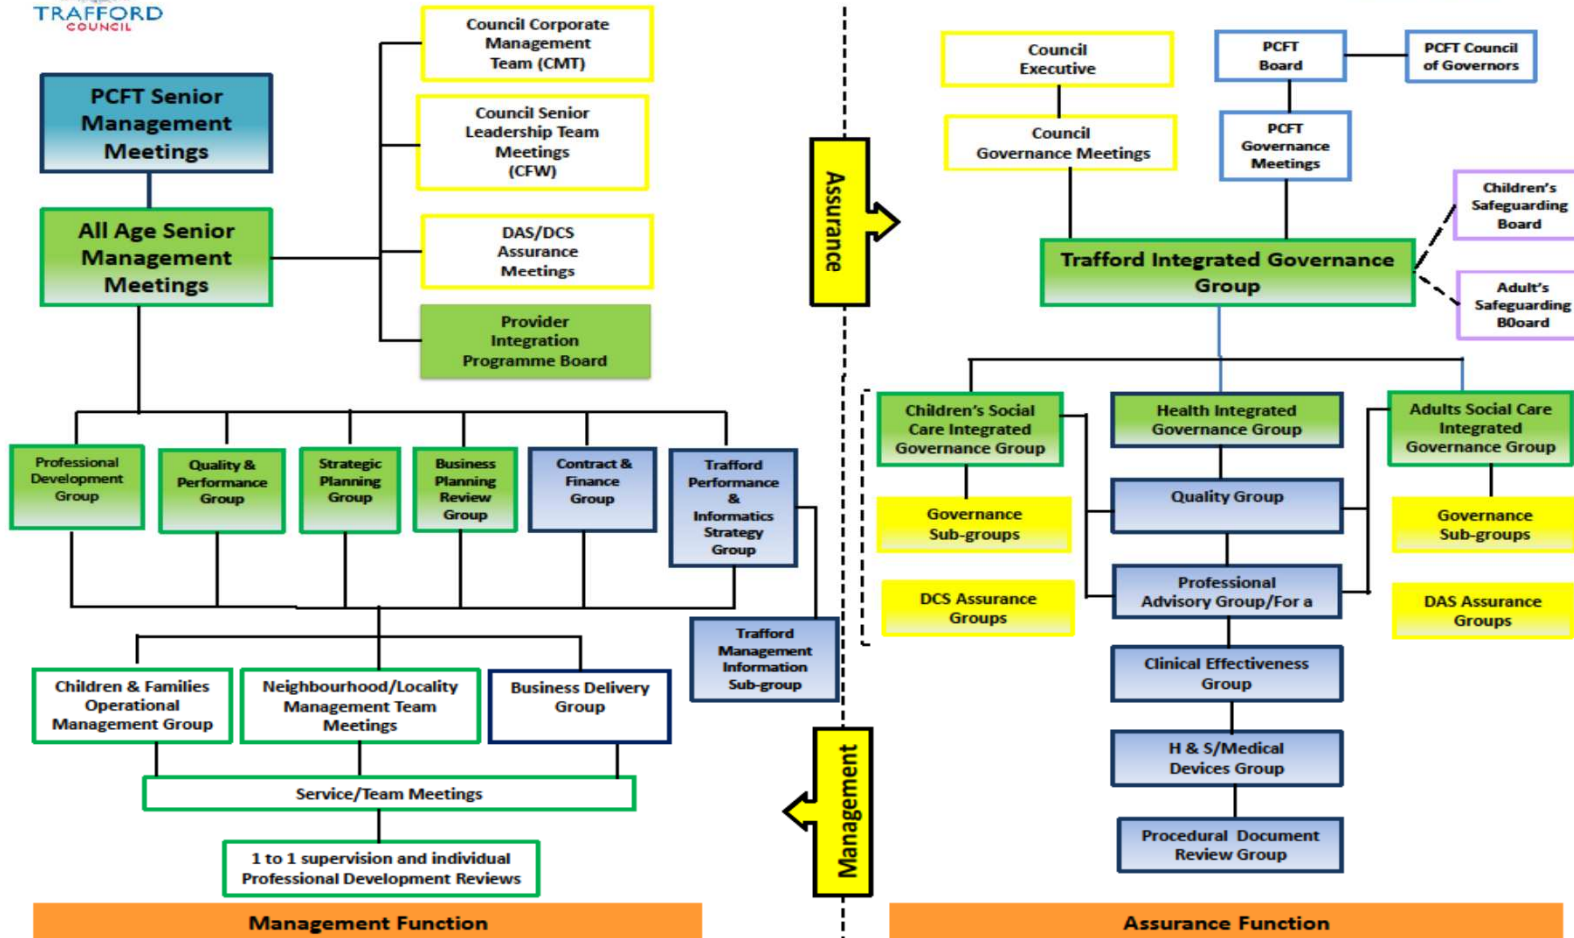 TRAFFORD
COUNCIL
PCFT Senior
Management
Meetings
All Age Senior
Management
Meetings
Council Corporate
Management
Team (CMT)
Council Senior
Leadership Team
Meetings
(CFW)
DAS/DCS
Assurance
Meetings
Provider
Integration
Programme Board
Professional
Development
Group
Quality &
Performance
Group
Strategic
Planning
Group
Business
Planning
Review
Group
Contract &
Finance
Group
Trafford
Performance
&
Informatics
Strategy
Group
Trafford
Management
Information
Sub-group
Children & Families
Operational
Management Group
Neighbourhood/Locality
Management Team
Meetings
Business Delivery
Group
Service/Team Meetings
1 to 1 supervision and individual
Professional Development Reviews
Management Function
Assurance
Management
Council
Executive
Council
Governance Meetings
PCFT
Board
PCFT Council
of Governors
PCFT
Governance
Meetings
Children's
Safeguarding
Board
Trafford Integrated Governance
Group
Adult's
Safeguarding
B0oard
Children's Social
Care Integrated
Governance Group
Health Integrated
Governance Group
Adults Social Care
Integrated
Governance Group
Governance
Sub-groups
Quality Group
Governance
Sub-groups
DCS Assurance
Groups
Professional
Advisory Group/For a
DAS Assurance
Groups
Clinical Effectiveness
Group
H & S/Medical
Devices Group
Procedural Document
Review Group
Assurance Function